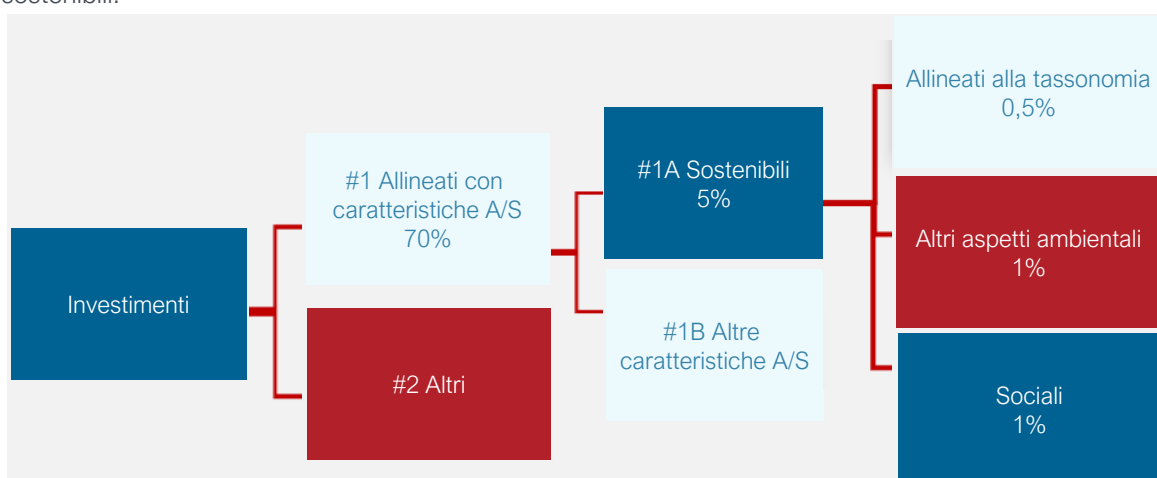 sostenibili.
Allineati alla tassonomia
0,5%
#1A Sostenibili
5%
#1 Allineati con
caratteristiche A/S
70%
Altri aspetti ambientali
1%
Investimenti
#1B Altre
caratteristiche A/S
#2 Altri
Sociali
1%